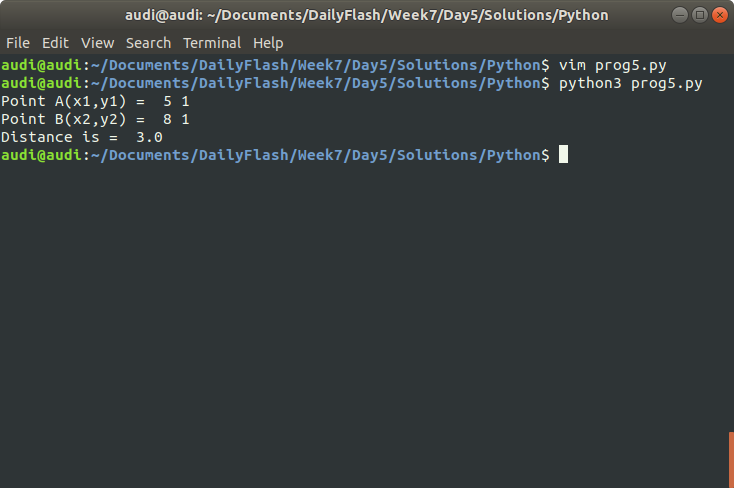 audi@audi: ~/Documents/DailyFlash/Week7/Day5/Solutions/Python
File Edit View Search Terminal Help
audi@audi:~/Documents/DailyFlash/Week7/Day5/Solutions/Python$ vim prog5.py
audi@audi:~/Documents/DailyFlash/Week7/Day5/Solutions/Python$ python3 prog5.py
Point A(x1,y1) =  5 1
Point B(x2,y2) =  8 1
Distance is =  3.0
audi@audi:~/Documents/DailyFlash/Week7/Day5/Solutions/Python$